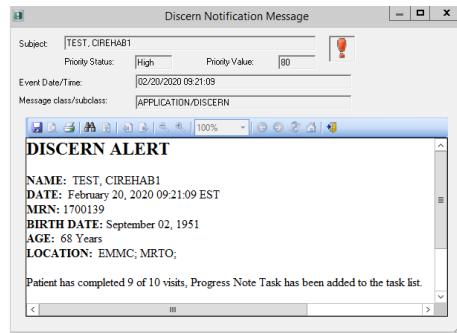 Discern Notification Message
Subject: TEST, CIREHAB1
Priority Status: High Priority Value: 80
Event Date/Time: 02/20/2020 09:21:09
Message class/subclass: APPLICATION/DISCERN
100%
DISCERN ALERT
NAME: TEST, CIREHAB1
DATE: February 20, 2020 09:21:09 EST
MRN: 1700139
BIRTH DATE: September 02, 1951
AGE: 68 Years
LOCATION: EMMC; MRTO;
Patient has completed 9 of 10 visits, Progress Note Task has been added to the task list.